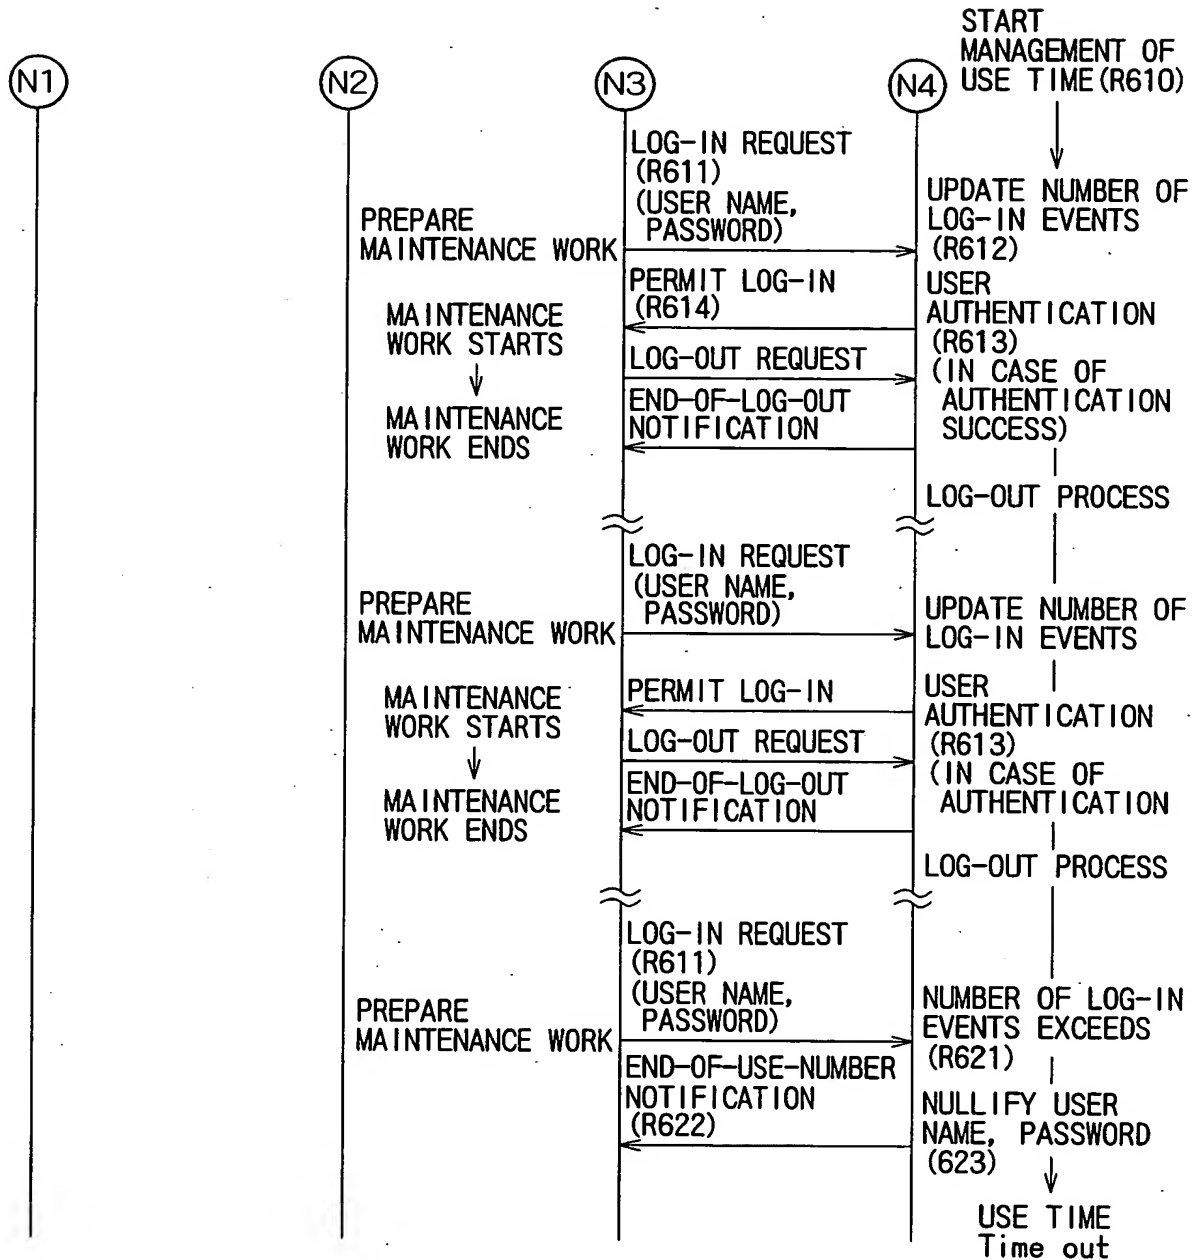 START
MANAGEMENT OF
USE TIME(R610)
N1
N2
N3
N4
LOG-IN REQUEST
(R611)
(USER NAME,
PASSWORD)
PREPARE
MAINTENANCE WORK
UPDATE NUMBER OF
LOG-IN EVENTS
(R612)
PERMIT LOG-IN
(R614)
USER
AUTHENTICATION
(R613)
(IN CASE OF
AUTHENTICATION
SUCCESS)
MAINTENANCE
WORK STARTS
LOG-OUT REQUEST
END-OF-LOG-OUT
NOTIFICATION
MAINTENANCE
WORK ENDS
LOG-OUT PROCESS
LOG-IN REQUEST
(USER NAME,
PASSWORD)
PREPARE
MAINTENANCE WORK
UPDATE NUMBER OF
LOG-IN EVENTS
PERMIT LOG-IN
USER
AUTHENTICATION
(R613)
(IN CASE OF
AUTHENTICATION
MAINTENANCE
WORK STARTS
LOG-OUT REQUEST
END-OF-LOG-OUT
NOTIFICATION
MAINTENANCE
WORK ENDS
LOG-OUT PROCESS
LOG-IN REQUEST
(R611)
(USER NAME,
PASSWORD)
PREPARE
MAINTENANCE WORK
NUMBER OF LOG-IN
EVENTS EXCEEDS
(R621)
END-OF-USE-NUMBER
NOTIFICATION
(R622)
NULLIFY USER
NAME, PASSWORD
(623)
USE TIME
Time out